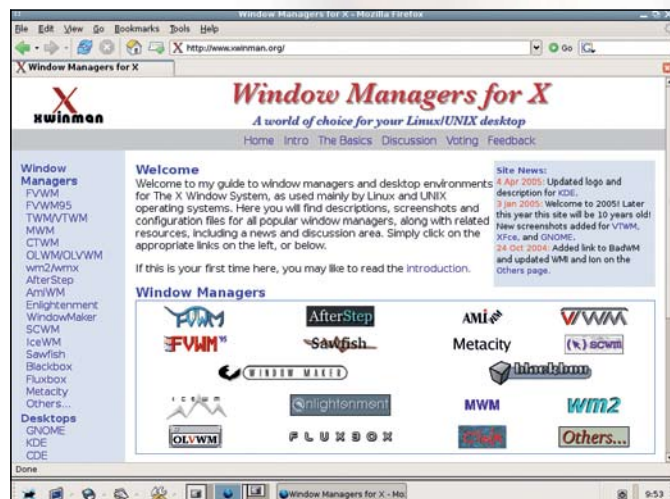 Window Managers for X - Mozilla Firefox
File Edit View Go Bookmarks Tools Help
http://www.xwinman.org/
Go
Window Managers for X
xwinman
Window Managers for X
A world of choice for your Linux/UNIX desktop
Home Intro The Basics Discussion Voting Feedback
Window
Managers
FVWM
FVWM95
TWM/VTWM
MWM
CTWM
OLWM/OLVWM
wm2/wmx
AfterStep
AmiWM
Enlightenment
WindowMaker
SCWM
IceWM
Sawfish
Blackbox
Fluxbox
Metacity
Others...
Desktops
GNOME
KDE
CDE
Welcome
Welcome to my guide to window managers and desktop environments
for The X Window System, as used mainly by Linux and UNIX
operating systems. Here you will find descriptions, screenshots and
configuration files for all popular window managers, along with related
resources, including a news and discussion area. Simply click on the
appropriate links on the left, or below.
If this is your first time here, you may like to read the introduction.
Site News:
4 Apr 2005: Updated logo and
description for KDE.
3 Jan 2005: Welcome to 2005! Later
this year this site will be 10 years old!
New screenshots added for VTWM,
XFce, and GNOME.
24 Oct 2004: Added link to BadWM
and updated WMI and Ion on the
Others page.
Window Managers
FVWM AfterStep AMI VTWM
FVWM95 Sawfish Metacity scwm
WINDOW MAKER blackbox
icewm enlightenment MWM wm2
OLVWM FLUXBOX Others...
Done
Window Managers for X - Mo
9:53